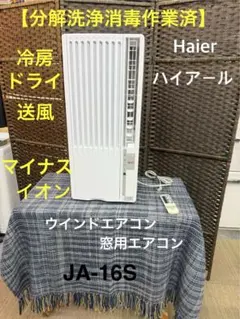 【分解洗浄消毒作業済】
冷房
ドライ
送風
Haier
ハイアール
マイナス
イオン
ウインドエアコン
窓用エアコン
JA-16S